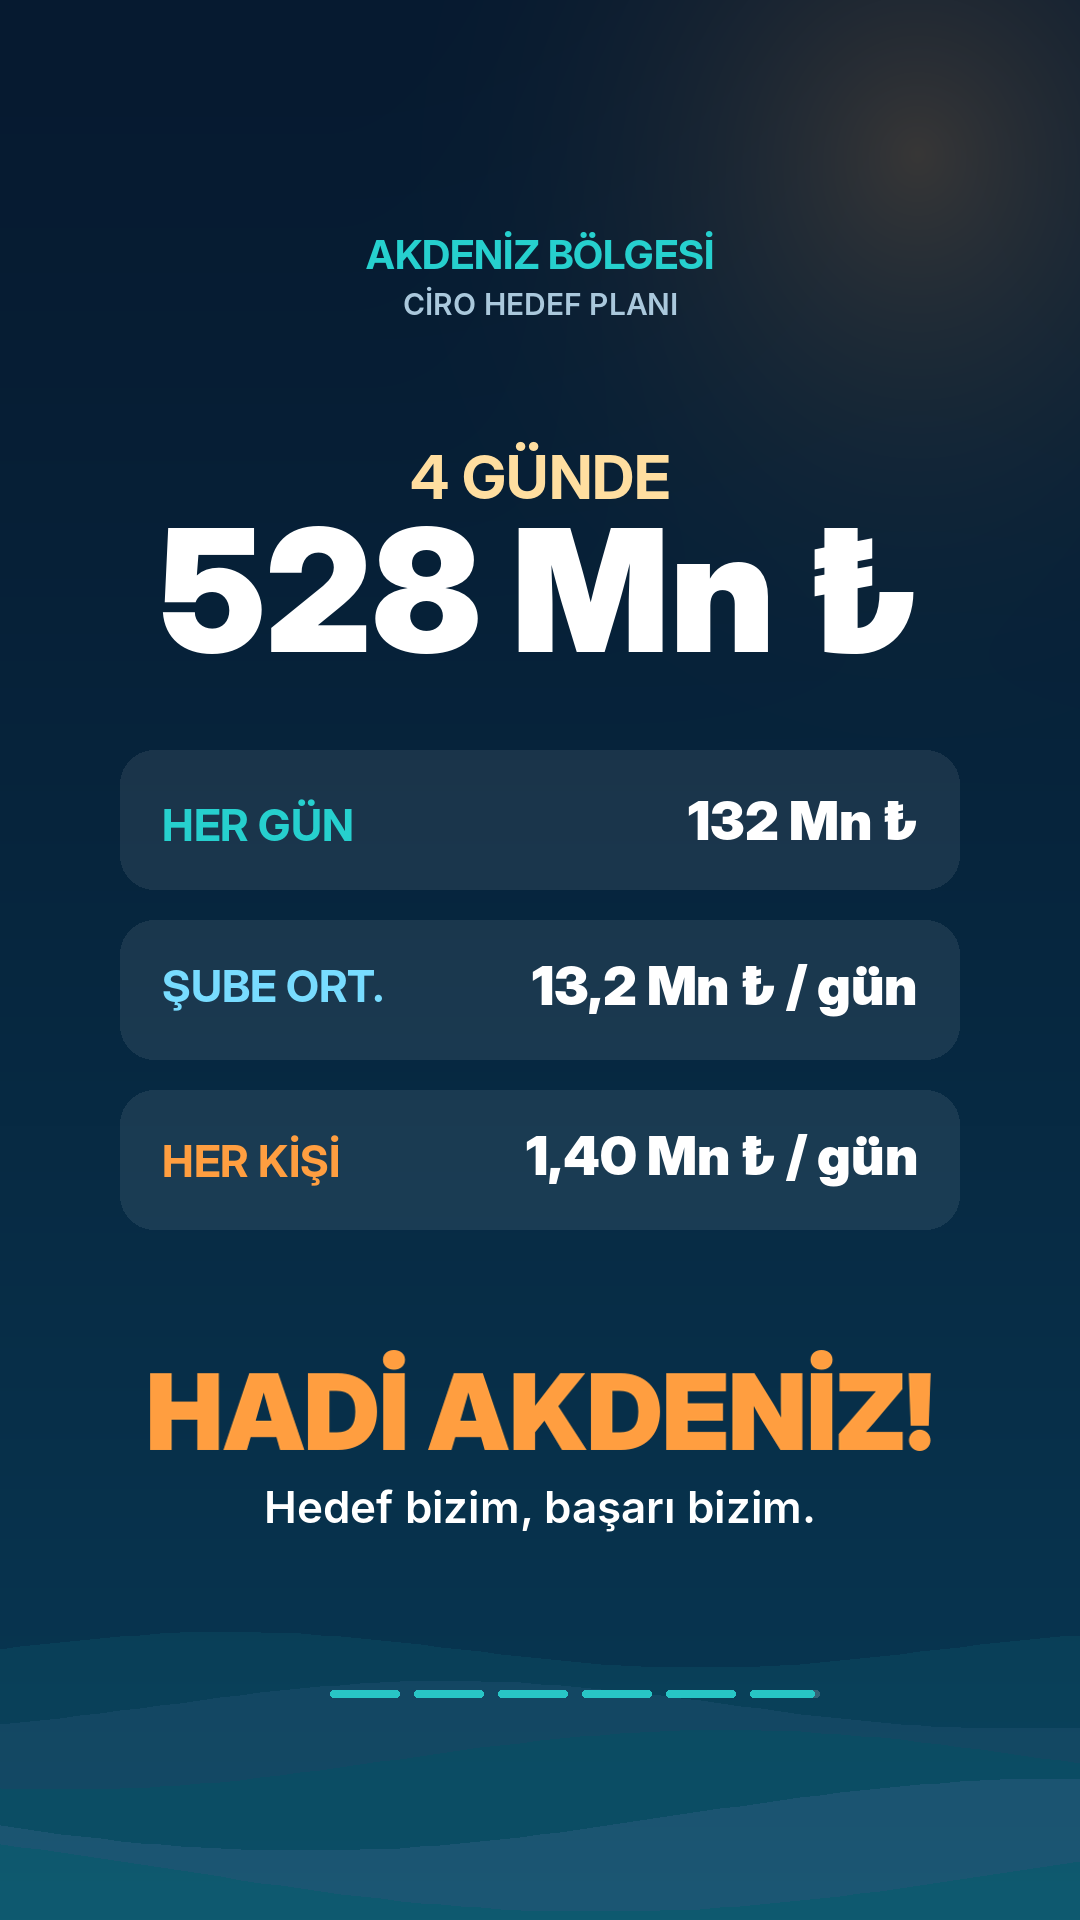 AKDENİZ BÖLGESİ
CİRO HEDEF PLANI
4 GÜNDE
528 Mn ₺
HER GÜN 132 Mn ₺
ŞUBE ORT. 13,2 Mn ₺ / gün
HER KİŞİ 1,40 Mn ₺ / gün
HADİ AKDENİZ!
Hedef bizim, başarı bizim.